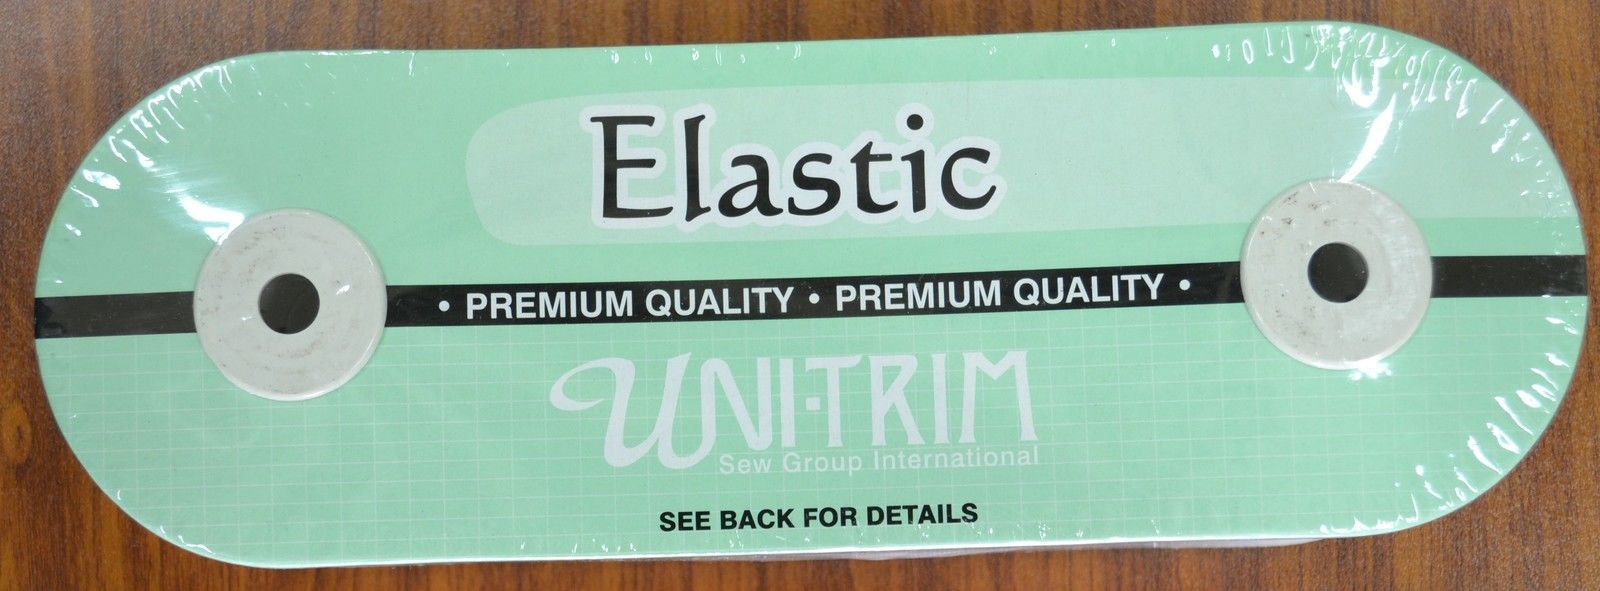 Elastic
• PREMIUM QUALITY • PREMIUM QUALITY •
UNI-TRIM
Sew Group International
SEE BACK FOR DETAILS